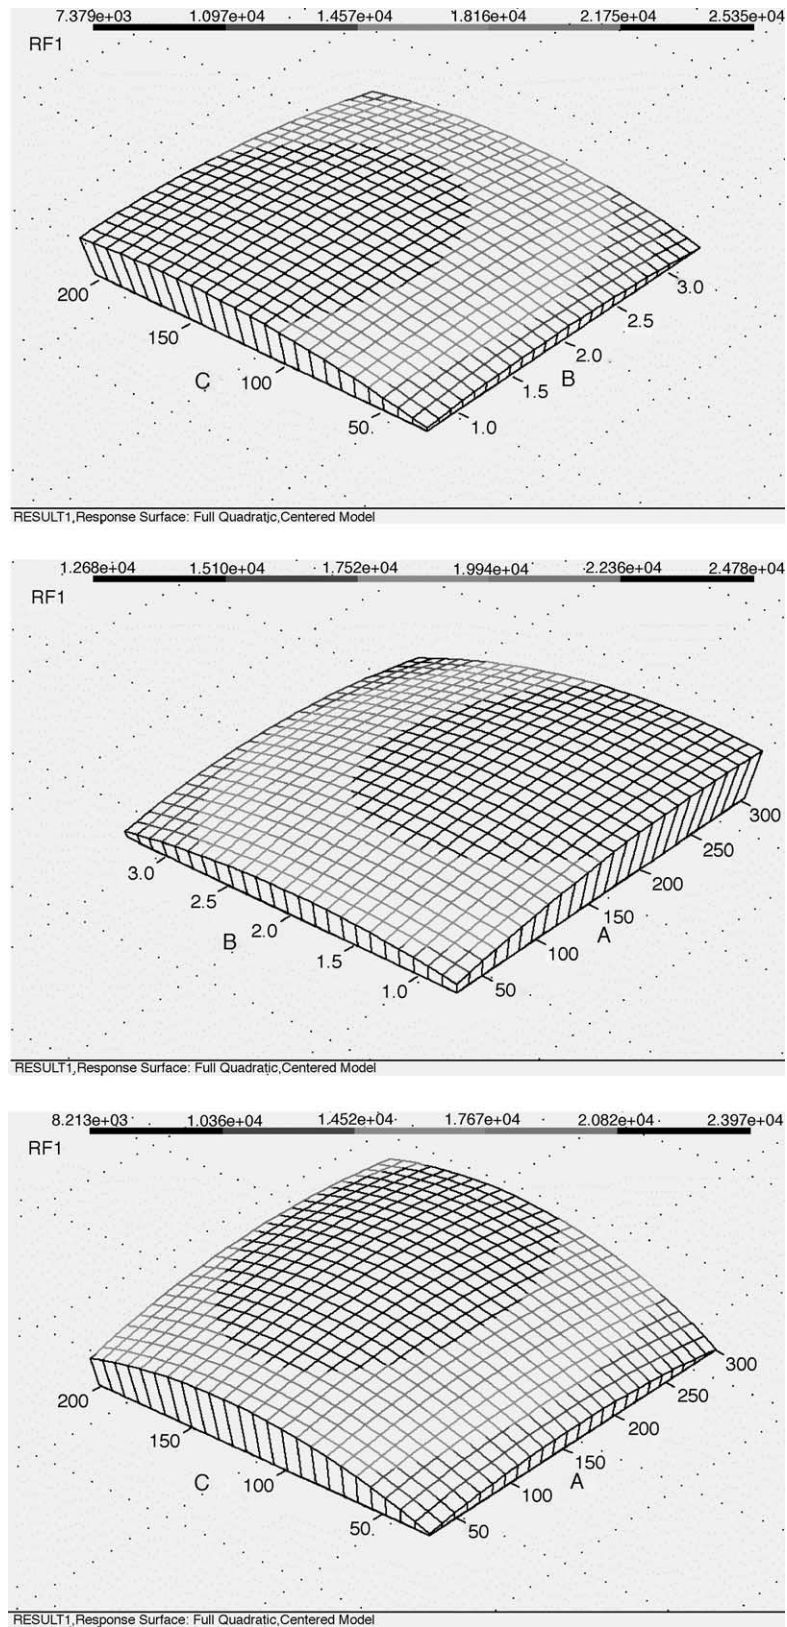 7.379e+03 1.097e+04 1.457e+04 1.816e+04 2.175e+04 2.535e+04
RF1
200
150
C
100
50
3.0
2.5
2.0
B
1.5
1.0
RESULT1,Response Surface: Full Quadratic,Centered Model
1.268e+04 1.510e+04 1.752e+04 1.994e+04 2.236e+04 2.478e+04
RF1
3.0
2.5
B
2.0
1.5
1.0
300
250
200
150
A
100
50
RESULT1,Response Surface: Full Quadratic,Centered Model
8.213e+03 1.036e+04 1.452e+04 1.767e+04 2.082e+04 2.397e+04
RF1
200
150
C
100
50
300
250
200
150
A
100
50
RESULT1,Response Surface: Full Quadratic,Centered Model